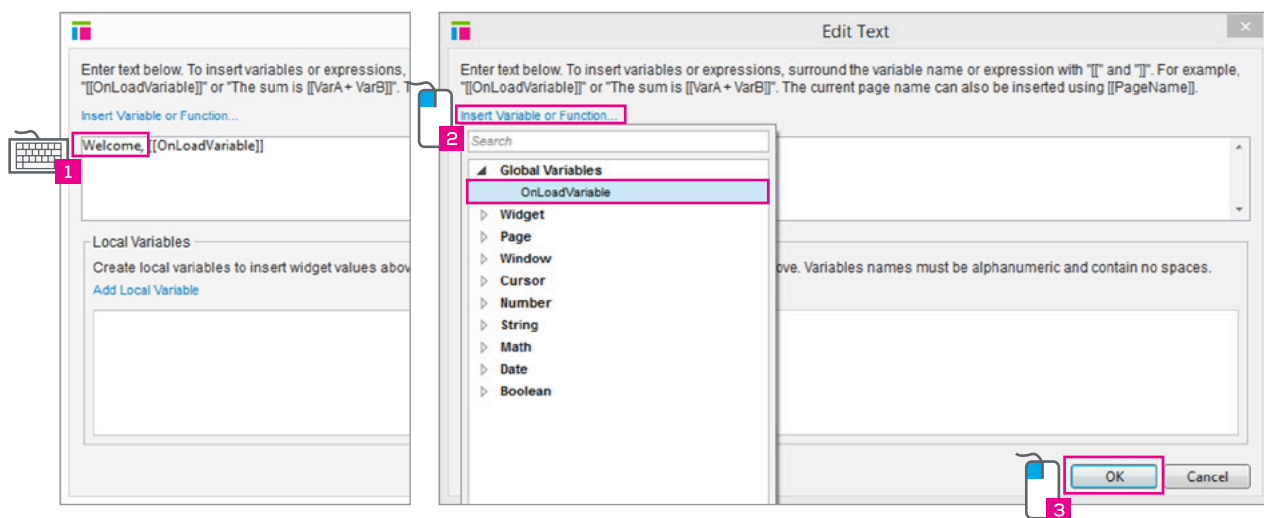 Enter text below. To insert variables or expressions,
"[[OnLoadVariable]]" or "The sum is [[VarA + VarB]]". T
Insert Variable or Function...
Welcome, [[OnLoadVariable]]
1
Local Variables
Create local variables to insert widget values abov
Add Local Variable
Edit Text
Enter text below. To insert variables or expressions, surround the variable name or expression with "[[" and "]]". For example,
"[[OnLoadVariable]]" or "The sum is [[VarA + VarB]]". The current page name can also be inserted using [[PageName]].
Insert Variable or Function...
2
Search
Global Variables
OnLoadVariable
Widget
Page
Window
Cursor
Number
String
Math
Date
Boolean
ove. Variables names must be alphanumeric and contain no spaces.
OK
Cancel
3